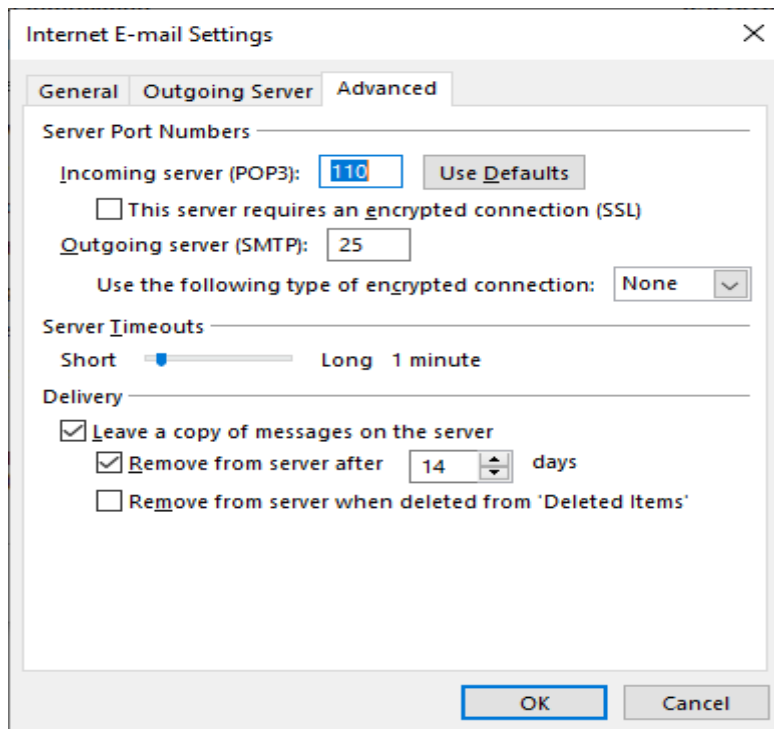 Internet E-mail Settings
General Outgoing Server Advanced
Server Port Numbers
Incoming server (POP3): 110 Use Defaults
This server requires an encrypted connection (SSL)
Outgoing server (SMTP): 25
Use the following type of encrypted connection: None
Server Timeouts
Short Long 1 minute
Delivery
Leave a copy of messages on the server
Remove from server after 14 days
Remove from server when deleted from 'Deleted Items'
OK Cancel